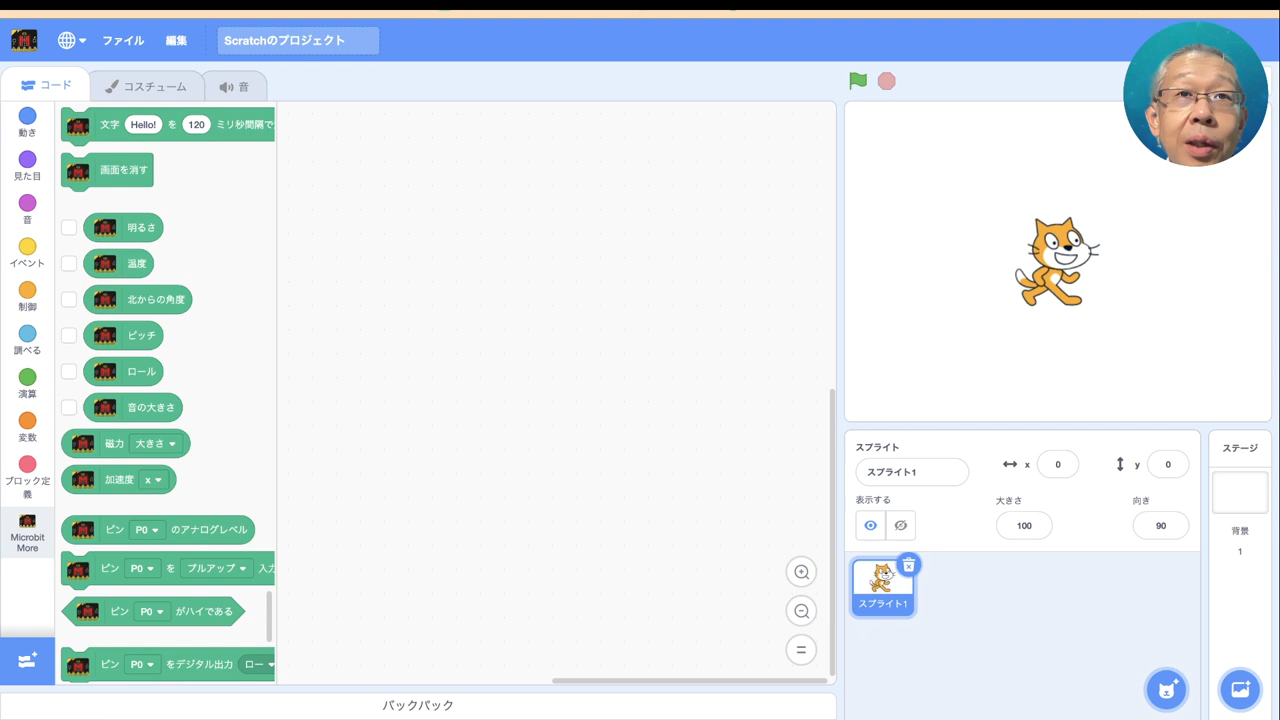 ファイル 編集 Scratchのプロジェクト
コード コスチューム 音
動き
見た目
音
イベント
制御
調べる
演算
変数
ブロック定
義
Microbit
More
文字 Hello! を 120 ミリ秒間隔で
画面を消す
明るさ
温度
北からの角度
ピッチ
ロール
音の大きさ
磁力 大きさ
加速度 x
ピン P0 のアナログレベル
ピン P0 を プルアップ 入力
ピン P0 がハイである
ピン P0 をデジタル出力 ロー
バックパック
スプライト
スプライト1 x 0 y 0
表示する 大きさ 向き
100 90
スプライト1
ステージ
背景
1